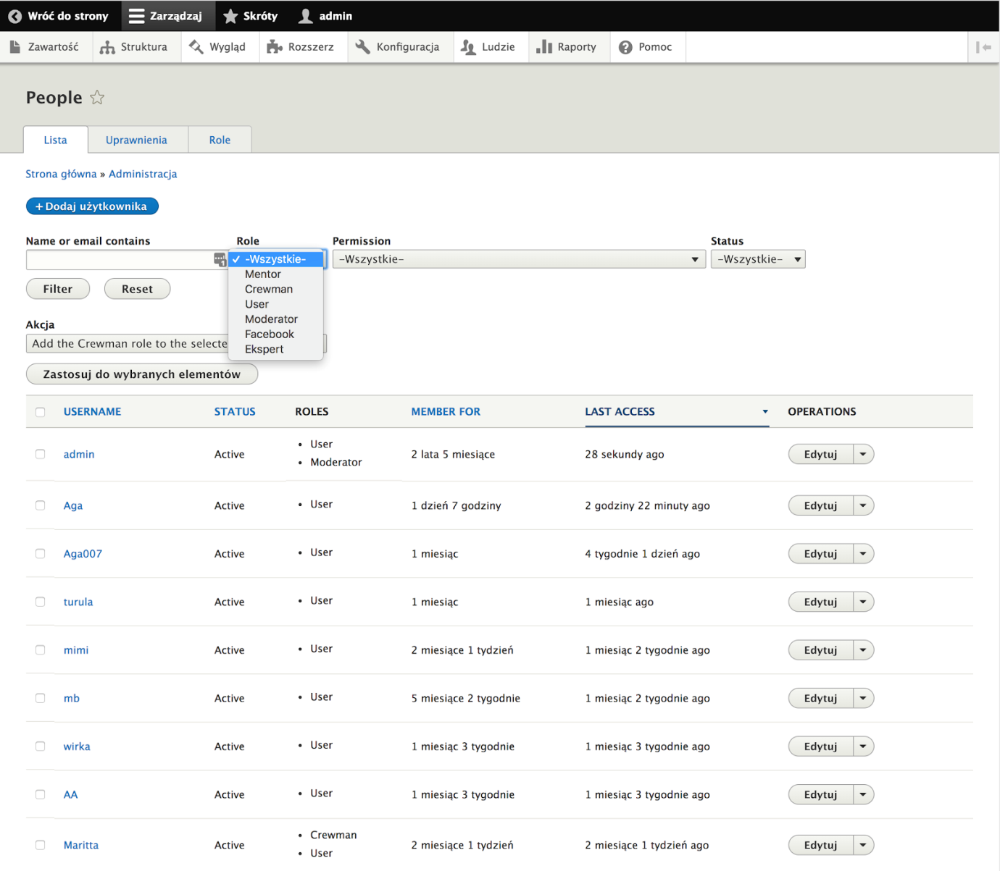 Wróć do strony Zarządzaj Skróty admin
Zawartość Struktura Wygląd Rozszerz Konfiguracja Ludzie Raporty Pomoc
People
Lista Uprawnienia Role
Strona główna » Administracja
+ Dodaj użytkownika
Name or email contains Role Permission Status
✓ -Wszystkie- -Wszystkie- -Wszystkie-
Mentor
Crewman
User
Moderator
Facebook
Ekspert
Filter Reset
Akcja
Add the Crewman role to the selecte
Zastosuj do wybranych elementów
USERNAME STATUS ROLES MEMBER FOR LAST ACCESS OPERATIONS
admin Active • User • Moderator 2 lata 5 miesiące 28 sekundy ago Edytuj
Aga Active • User 1 dzień 7 godziny 2 godziny 22 minuty ago Edytuj
Aga007 Active • User 1 miesiąc 4 tygodnie 1 dzień ago Edytuj
turula Active • User 1 miesiąc 1 miesiąc ago Edytuj
mimi Active • User 2 miesiące 1 tydzień 1 miesiąc 2 tygodnie ago Edytuj
mb Active • User 5 miesiące 2 tygodnie 1 miesiąc 2 tygodnie ago Edytuj
wirka Active • User 1 miesiąc 3 tygodnie 1 miesiąc 3 tygodnie ago Edytuj
AA Active • User 1 miesiąc 3 tygodnie 1 miesiąc 3 tygodnie ago Edytuj
Maritta Active • Crewman • User 2 miesiące 1 tydzień 2 miesiące 1 tydzień ago Edytuj